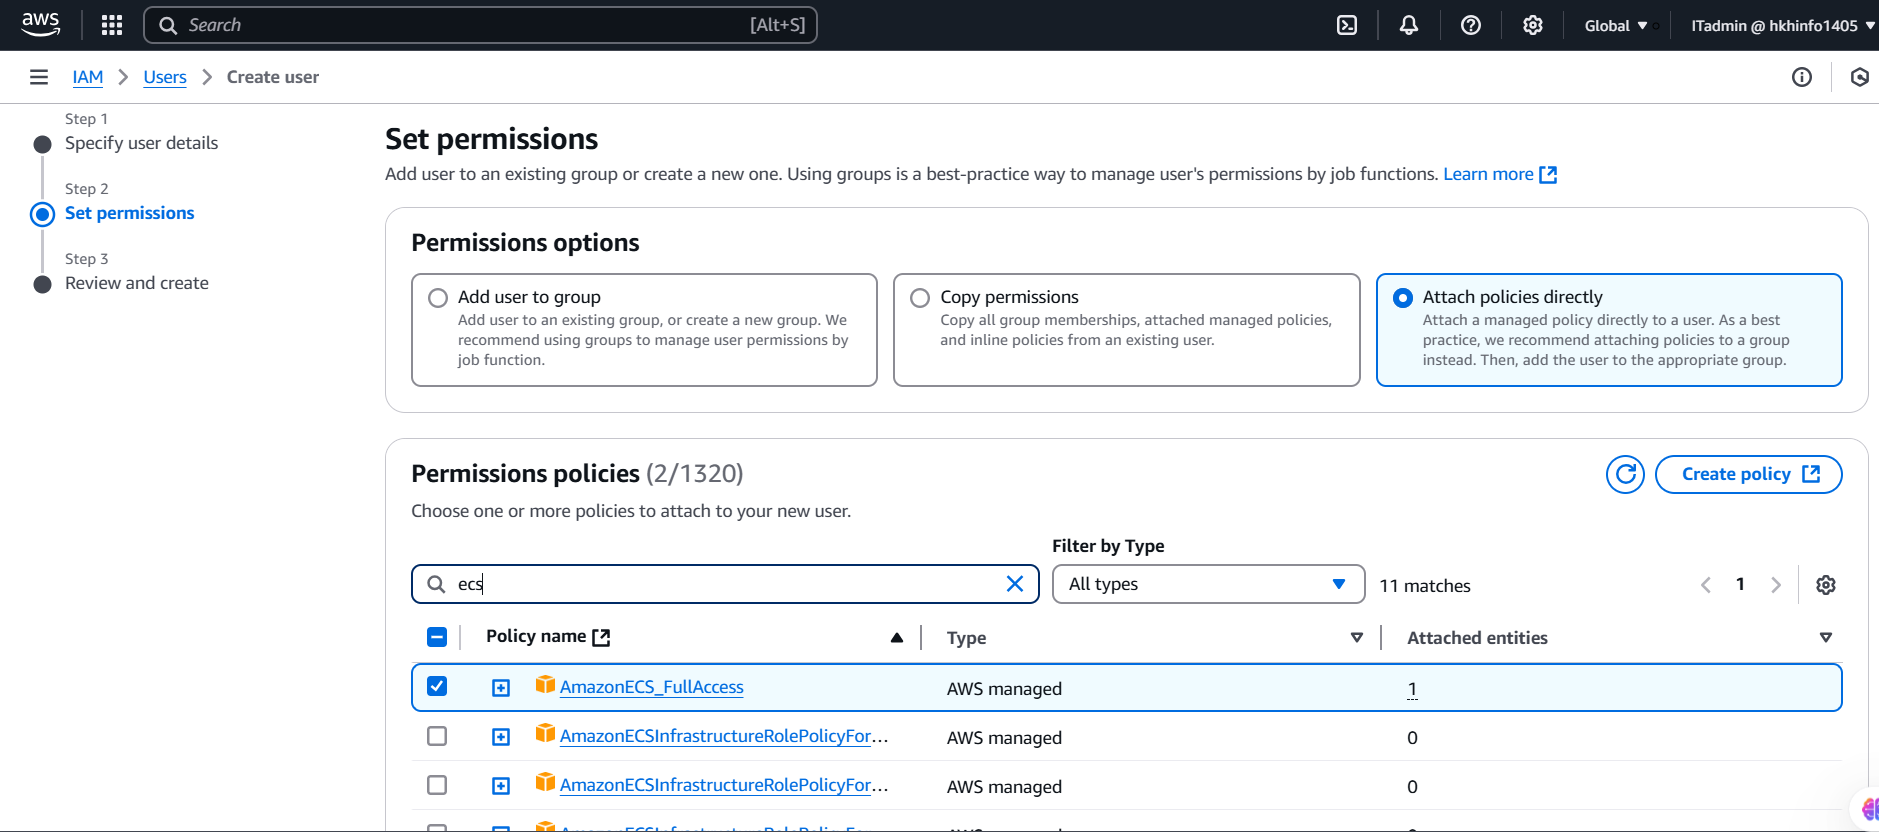 aws
Search [Alt+S]
Global ▼
ITadmin @ hkhinfo1405 ▼
IAM > Users > Create user
Step 1
Specify user details
Step 2
Set permissions
Step 3
Review and create
Set permissions
Add user to an existing group or create a new one. Using groups is a best-practice way to manage user's permissions by job functions. Learn more
Permissions options
Add user to group
Add user to an existing group, or create a new group. We
recommend using groups to manage user permissions by
job function.
Copy permissions
Copy all group memberships, attached managed policies,
and inline policies from an existing user.
Attach policies directly
Attach a managed policy directly to a user. As a best
practice, we recommend attaching policies to a group
instead. Then, add the user to the appropriate group.
Permissions policies (2/1320)
Create policy
Choose one or more policies to attach to your new user.
Filter by Type
ecs
All types
11 matches
1
Policy name
Type
Attached entities
AmazonECS_FullAccess AWS managed 1
AmazonECSInfrastructureRolePolicyFor... AWS managed 0
AmazonECSInfrastructureRolePolicyFor... AWS managed 0